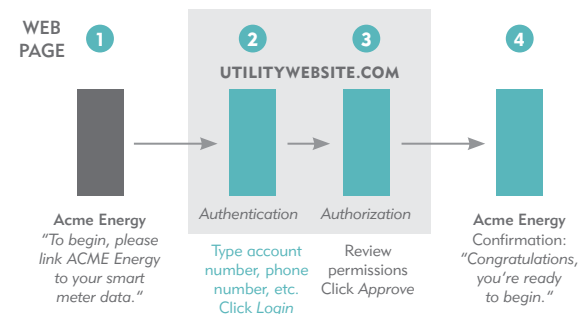 WEB
PAGE
1
2
3
4
UTILITYWEBSITE.COM
Acme Energy
"To begin, please
link ACME Energy
to your smart
meter data."
Authentication
Type account
number, phone
number, etc.
Click Login
Authorization
Review
permissions
Click Approve
Acme Energy
Confirmation:
"Congratulations,
you're ready
to begin."